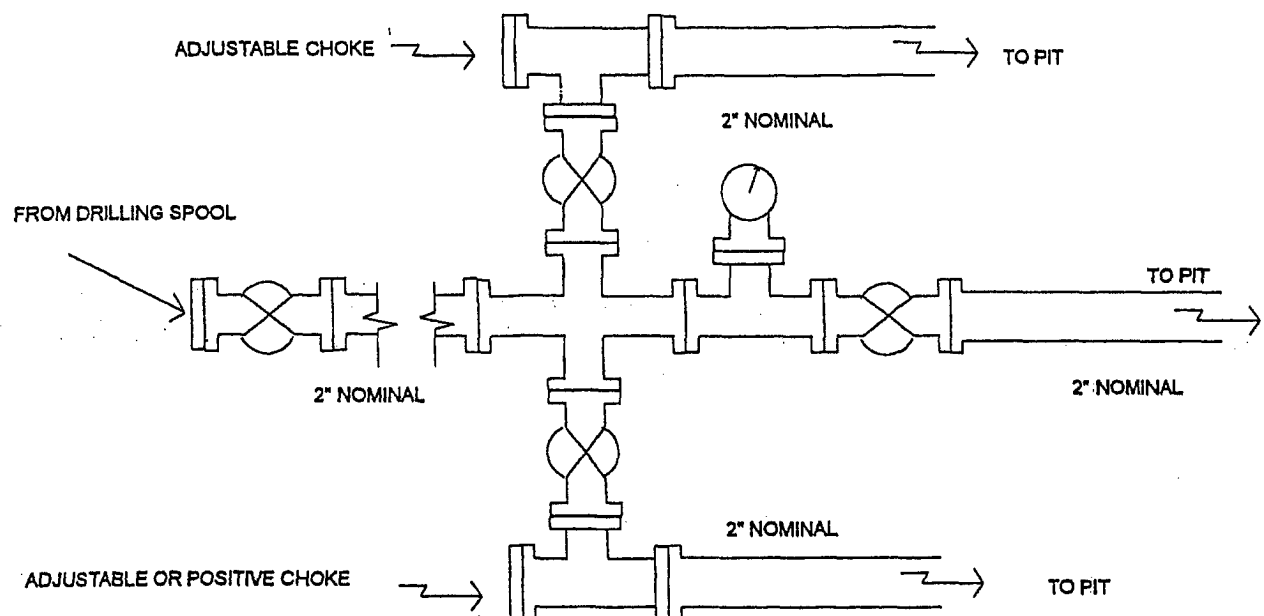 ADJUSTABLE CHOKE
TO PIT
2" NOMINAL
FROM DRILLING SPOOL
TO PIT
2" NOMINAL
2" NOMINAL
2" NOMINAL
ADJUSTABLE OR POSITIVE CHOKE
TO PIT